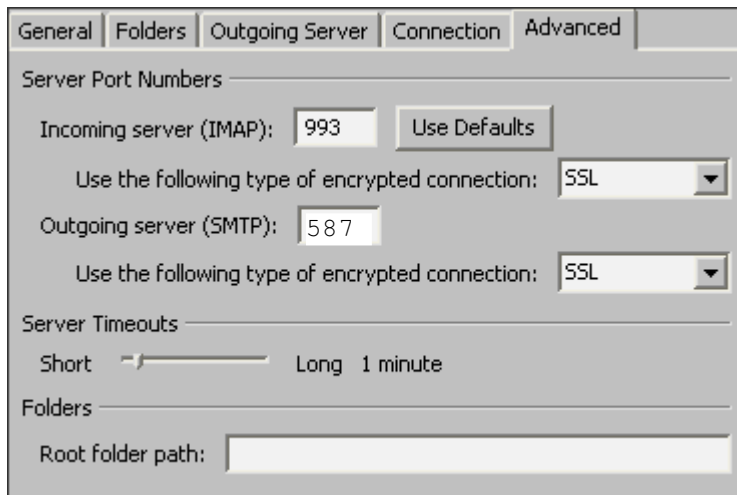 General Folders Outgoing Server Connection Advanced
Server Port Numbers
Incoming server (IMAP): 993 Use Defaults
Use the following type of encrypted connection: SSL
Outgoing server (SMTP): 587
Use the following type of encrypted connection: SSL
Server Timeouts
Short Long 1 minute
Folders
Root folder path: